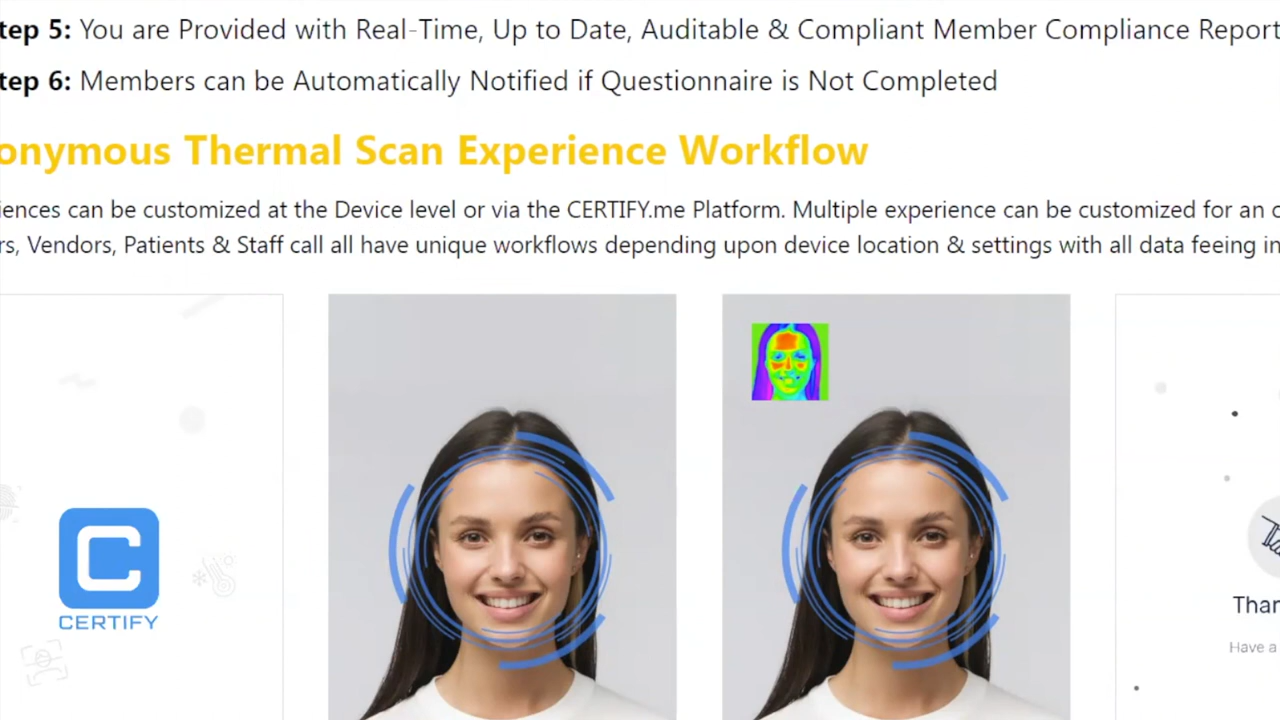 tep 5: You are Provided with Real-Time, Up to Date, Auditable & Compliant Member Compliance Report
tep 6: Members can be Automatically Notified if Questionnaire is Not Completed
onymous Thermal Scan Experience Workflow
iences can be customized at the Device level or via the CERTIFY.me Platform. Multiple experience can be customized for an o
rs, Vendors, Patients & Staff call all have unique workflows depending upon device location & settings with all data feeing in
C
CERTIFY
Than
Have a